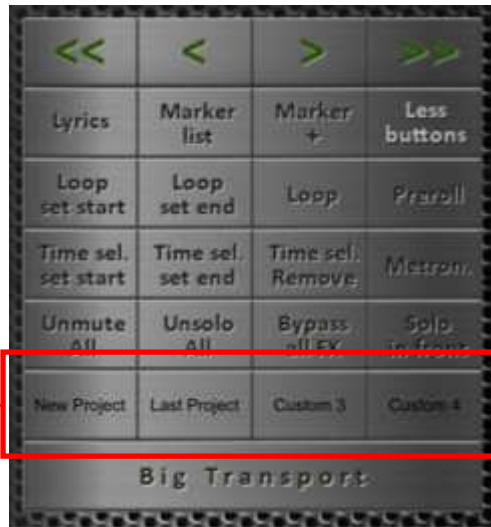 << < > >>
Lyrics Marker list Marker + Less buttons
Loop set start Loop set end Loop Preroll
Time sel. set start Time sel. set end Time sel. Remove Metron.
Unmute All Unsolo All Bypass all FX Solo in front
New Project Last Project Custom 3 Custom 4
Big Transport